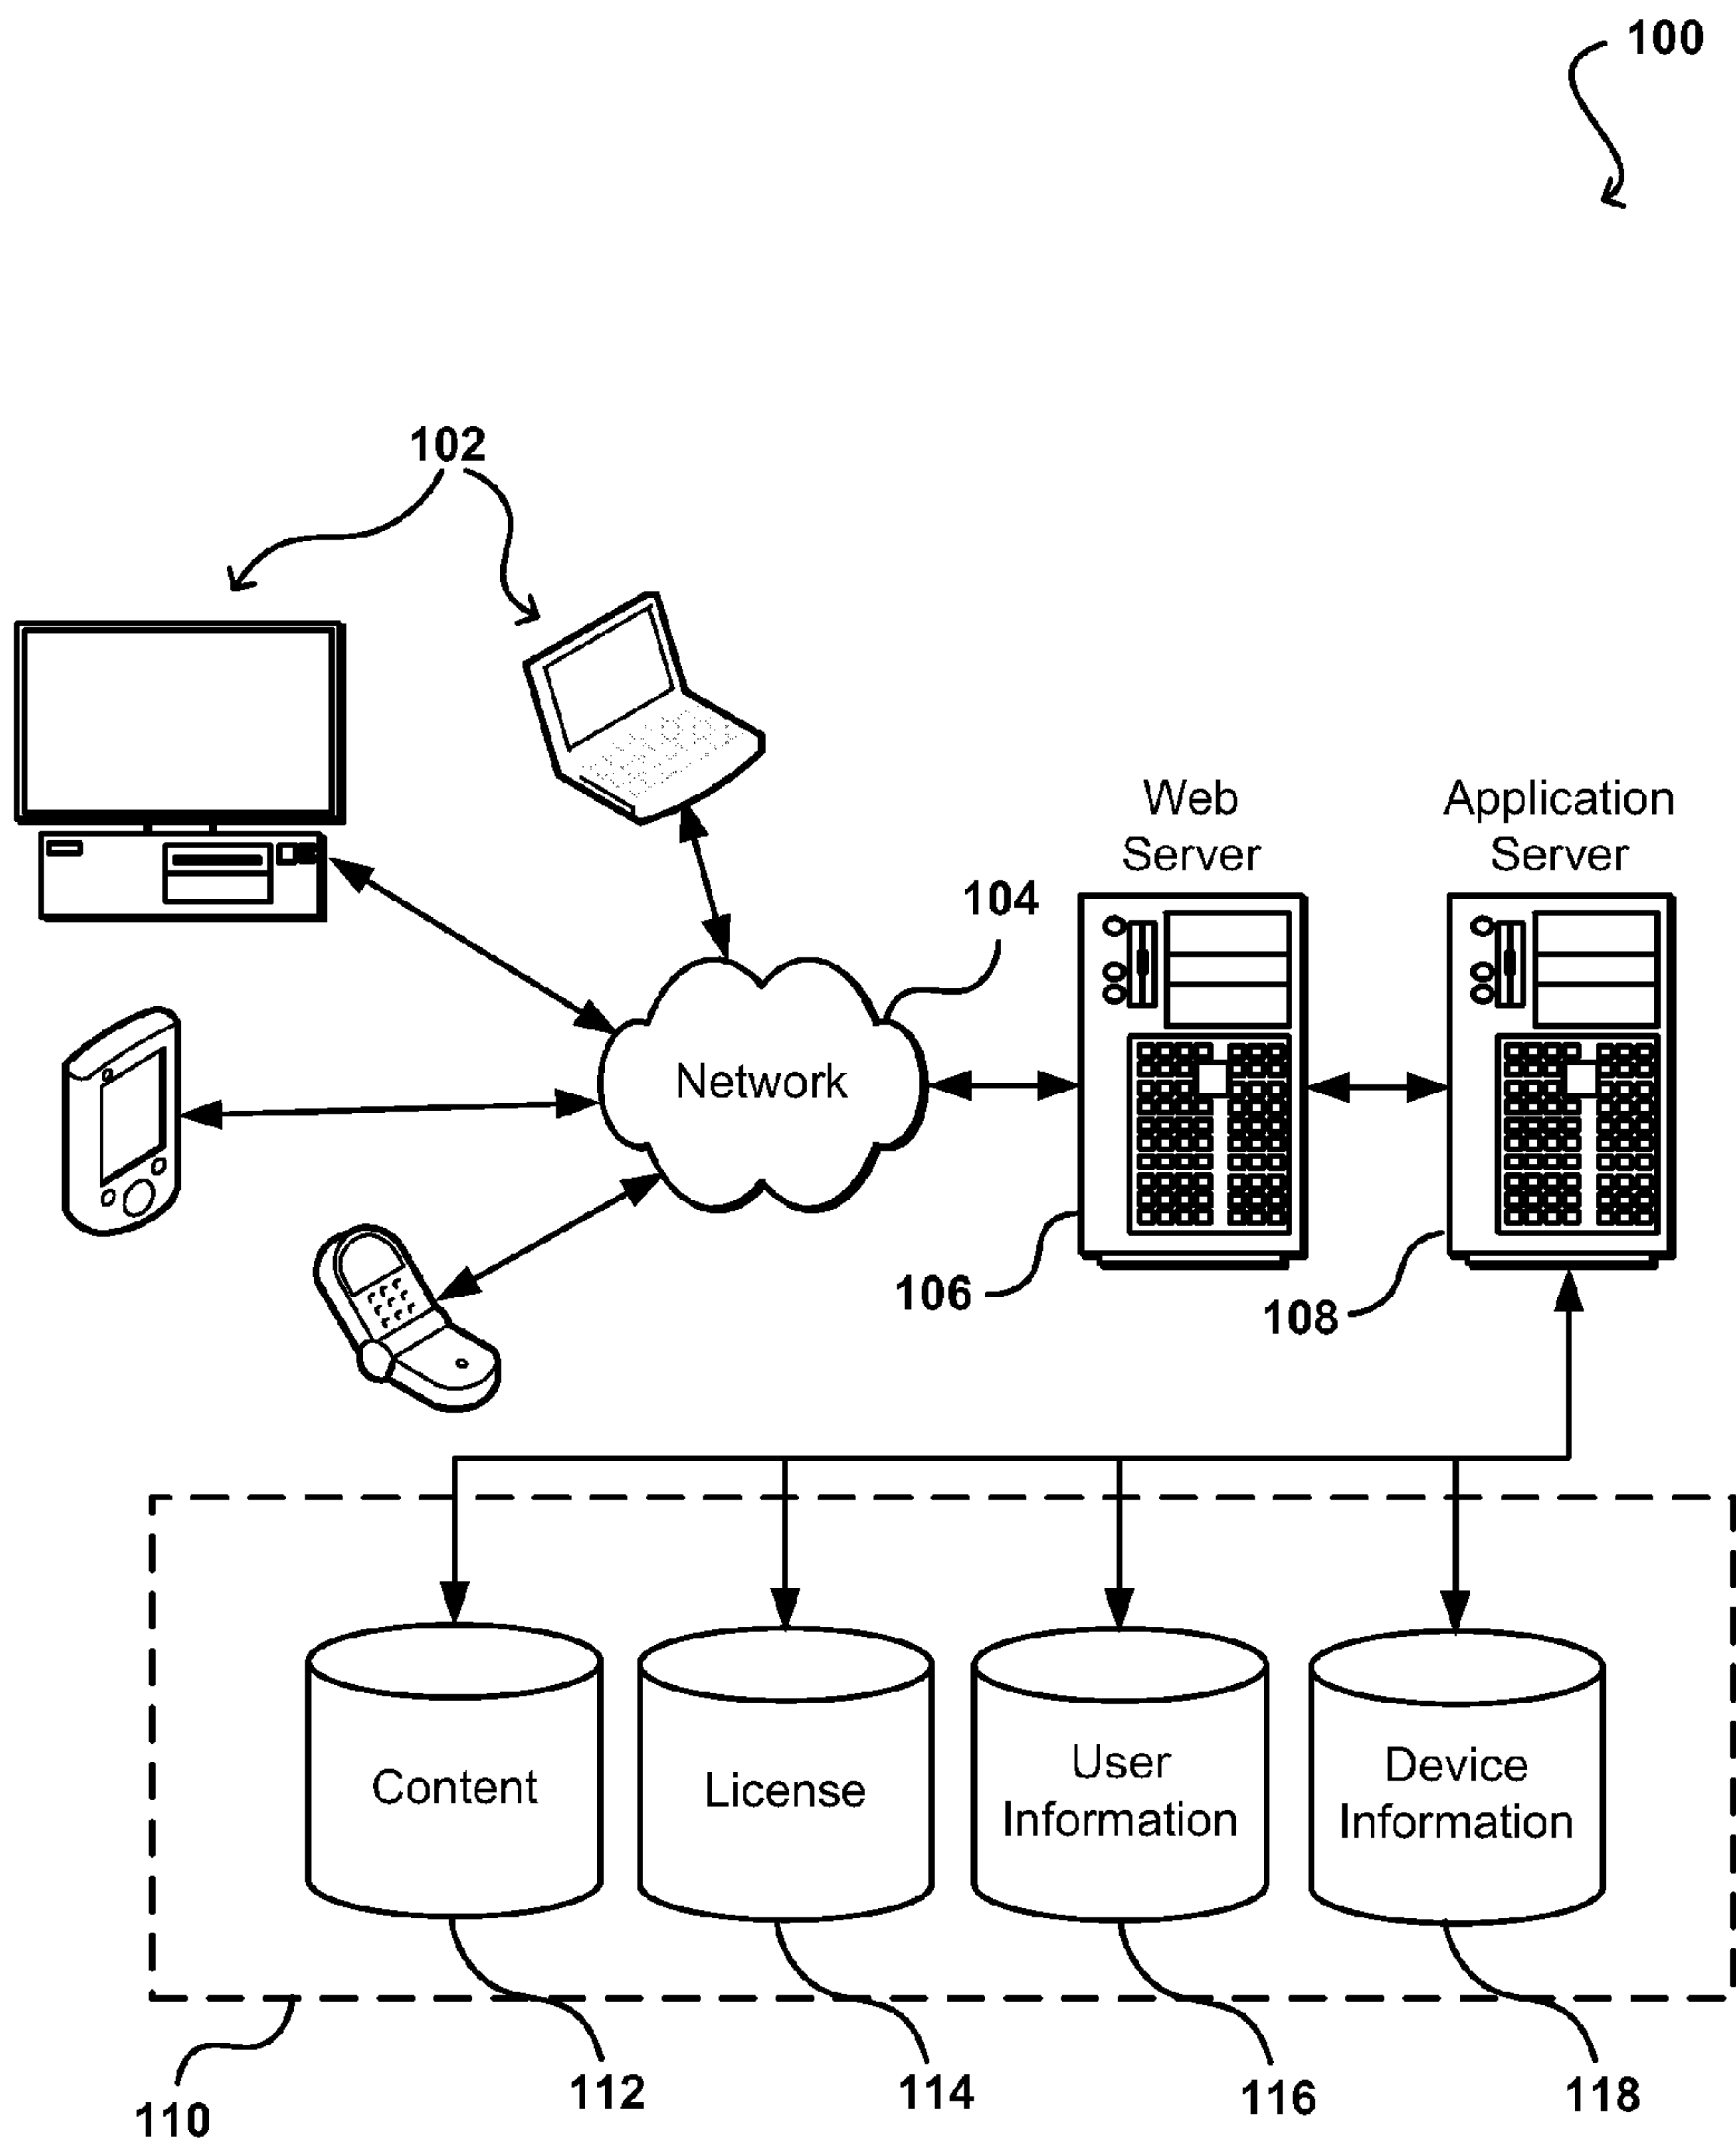 100
102
Web
Server
Application
Server
104
Network
106
108
Content
License
User
Information
Device
Information
112
114
116
118
110